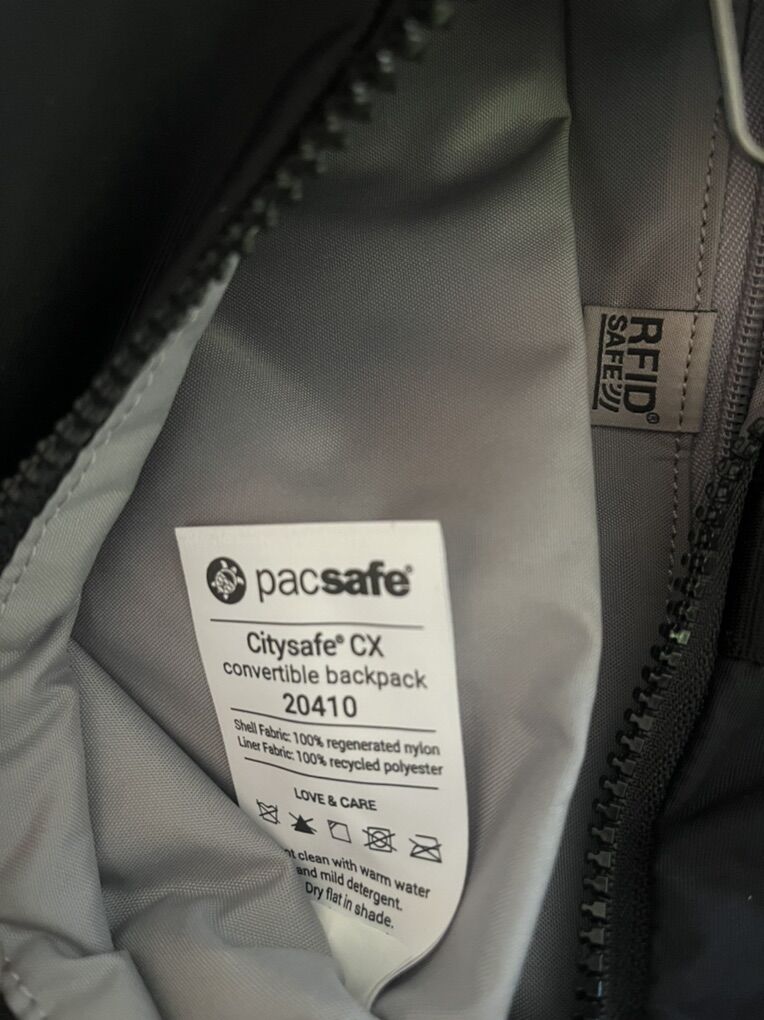 RFID®
SAFE
pacsafe®
Citysafe® CX
convertible backpack
20410
Shell Fabric: 100% regenerated nylon
Liner Fabric: 100% recycled polyester
LOVE & CARE
clean with warm water
and mild detergent.
Dry flat in shade.